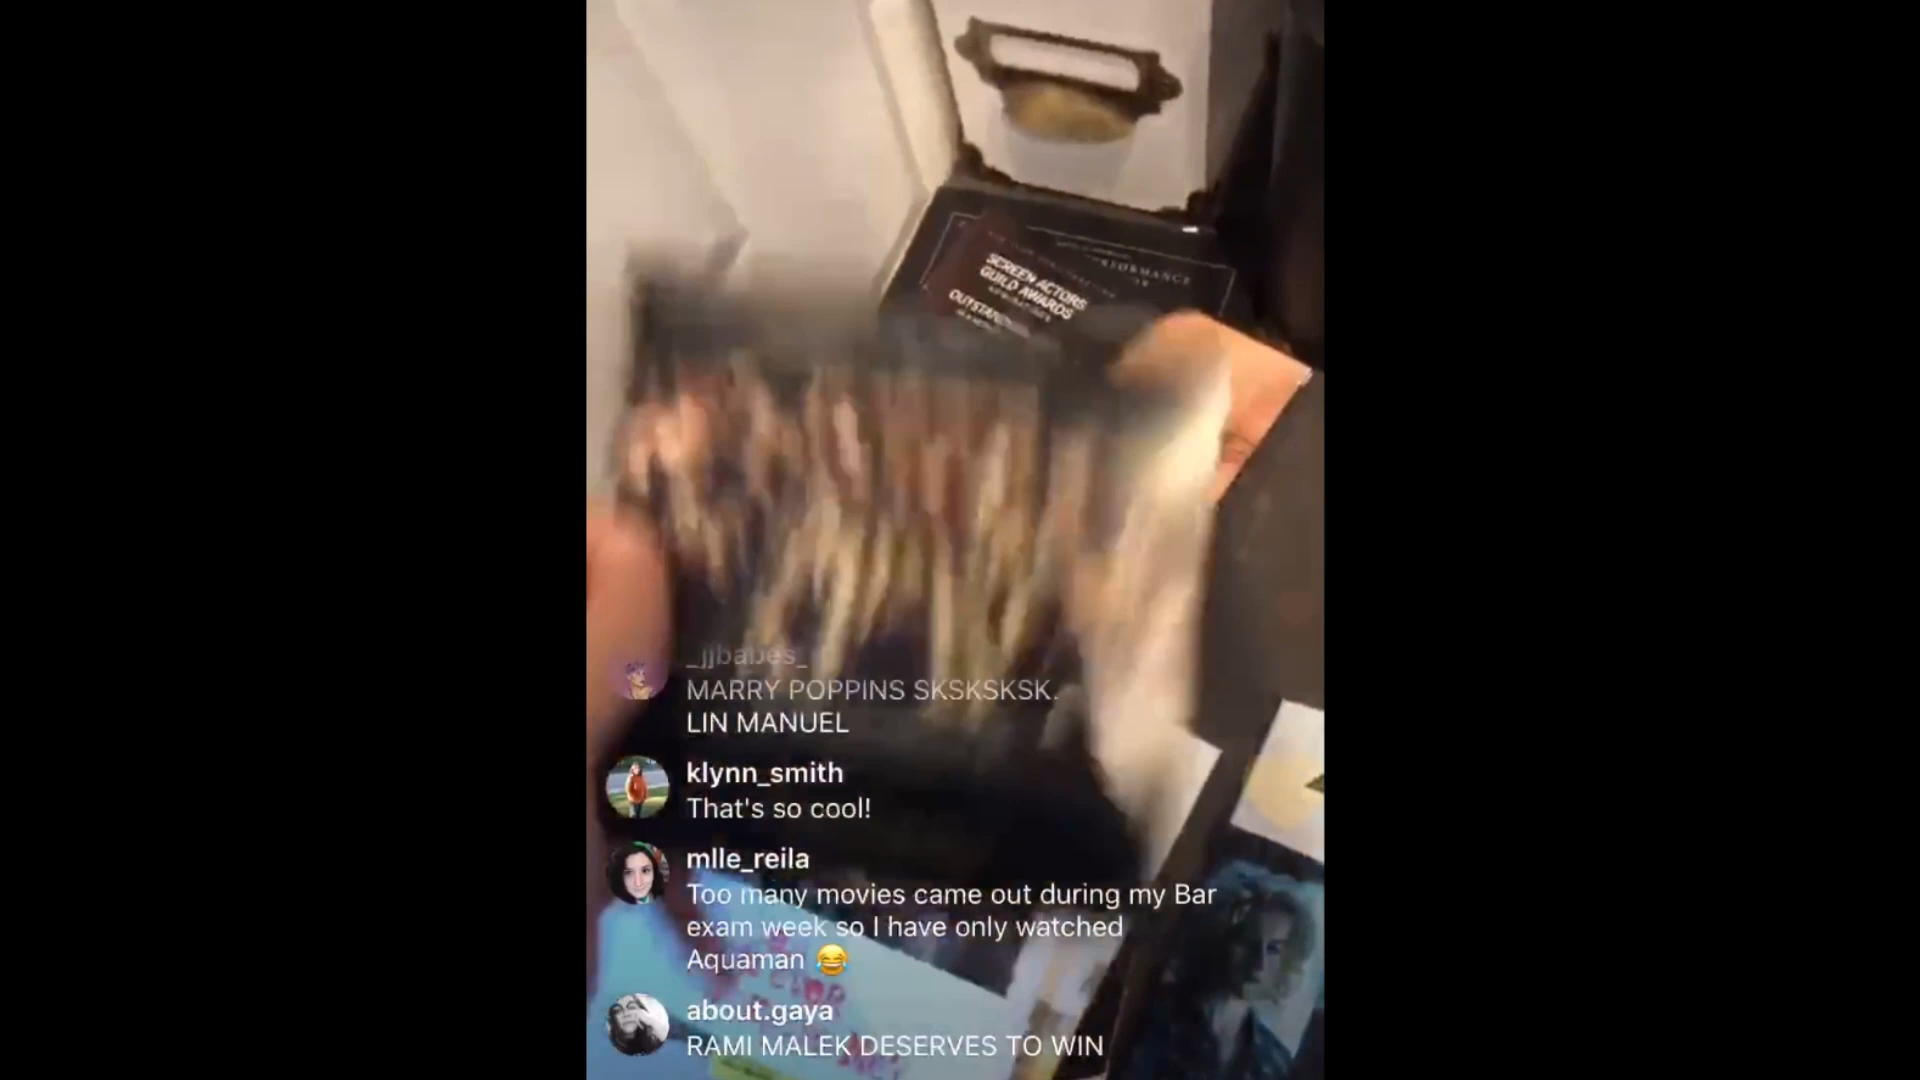 SCREEN ACTORS
GUILD AWARDS
_jjbabes_
MARRY POPPINS SKSKSKSK.
LIN MANUEL
klynn_smith
That's so cool!
mlle_reila
Too many movies came out during my Bar
exam week so I have only watched
Aquaman 😂
about.gaya
RAMI MALEK DESERVES TO WIN